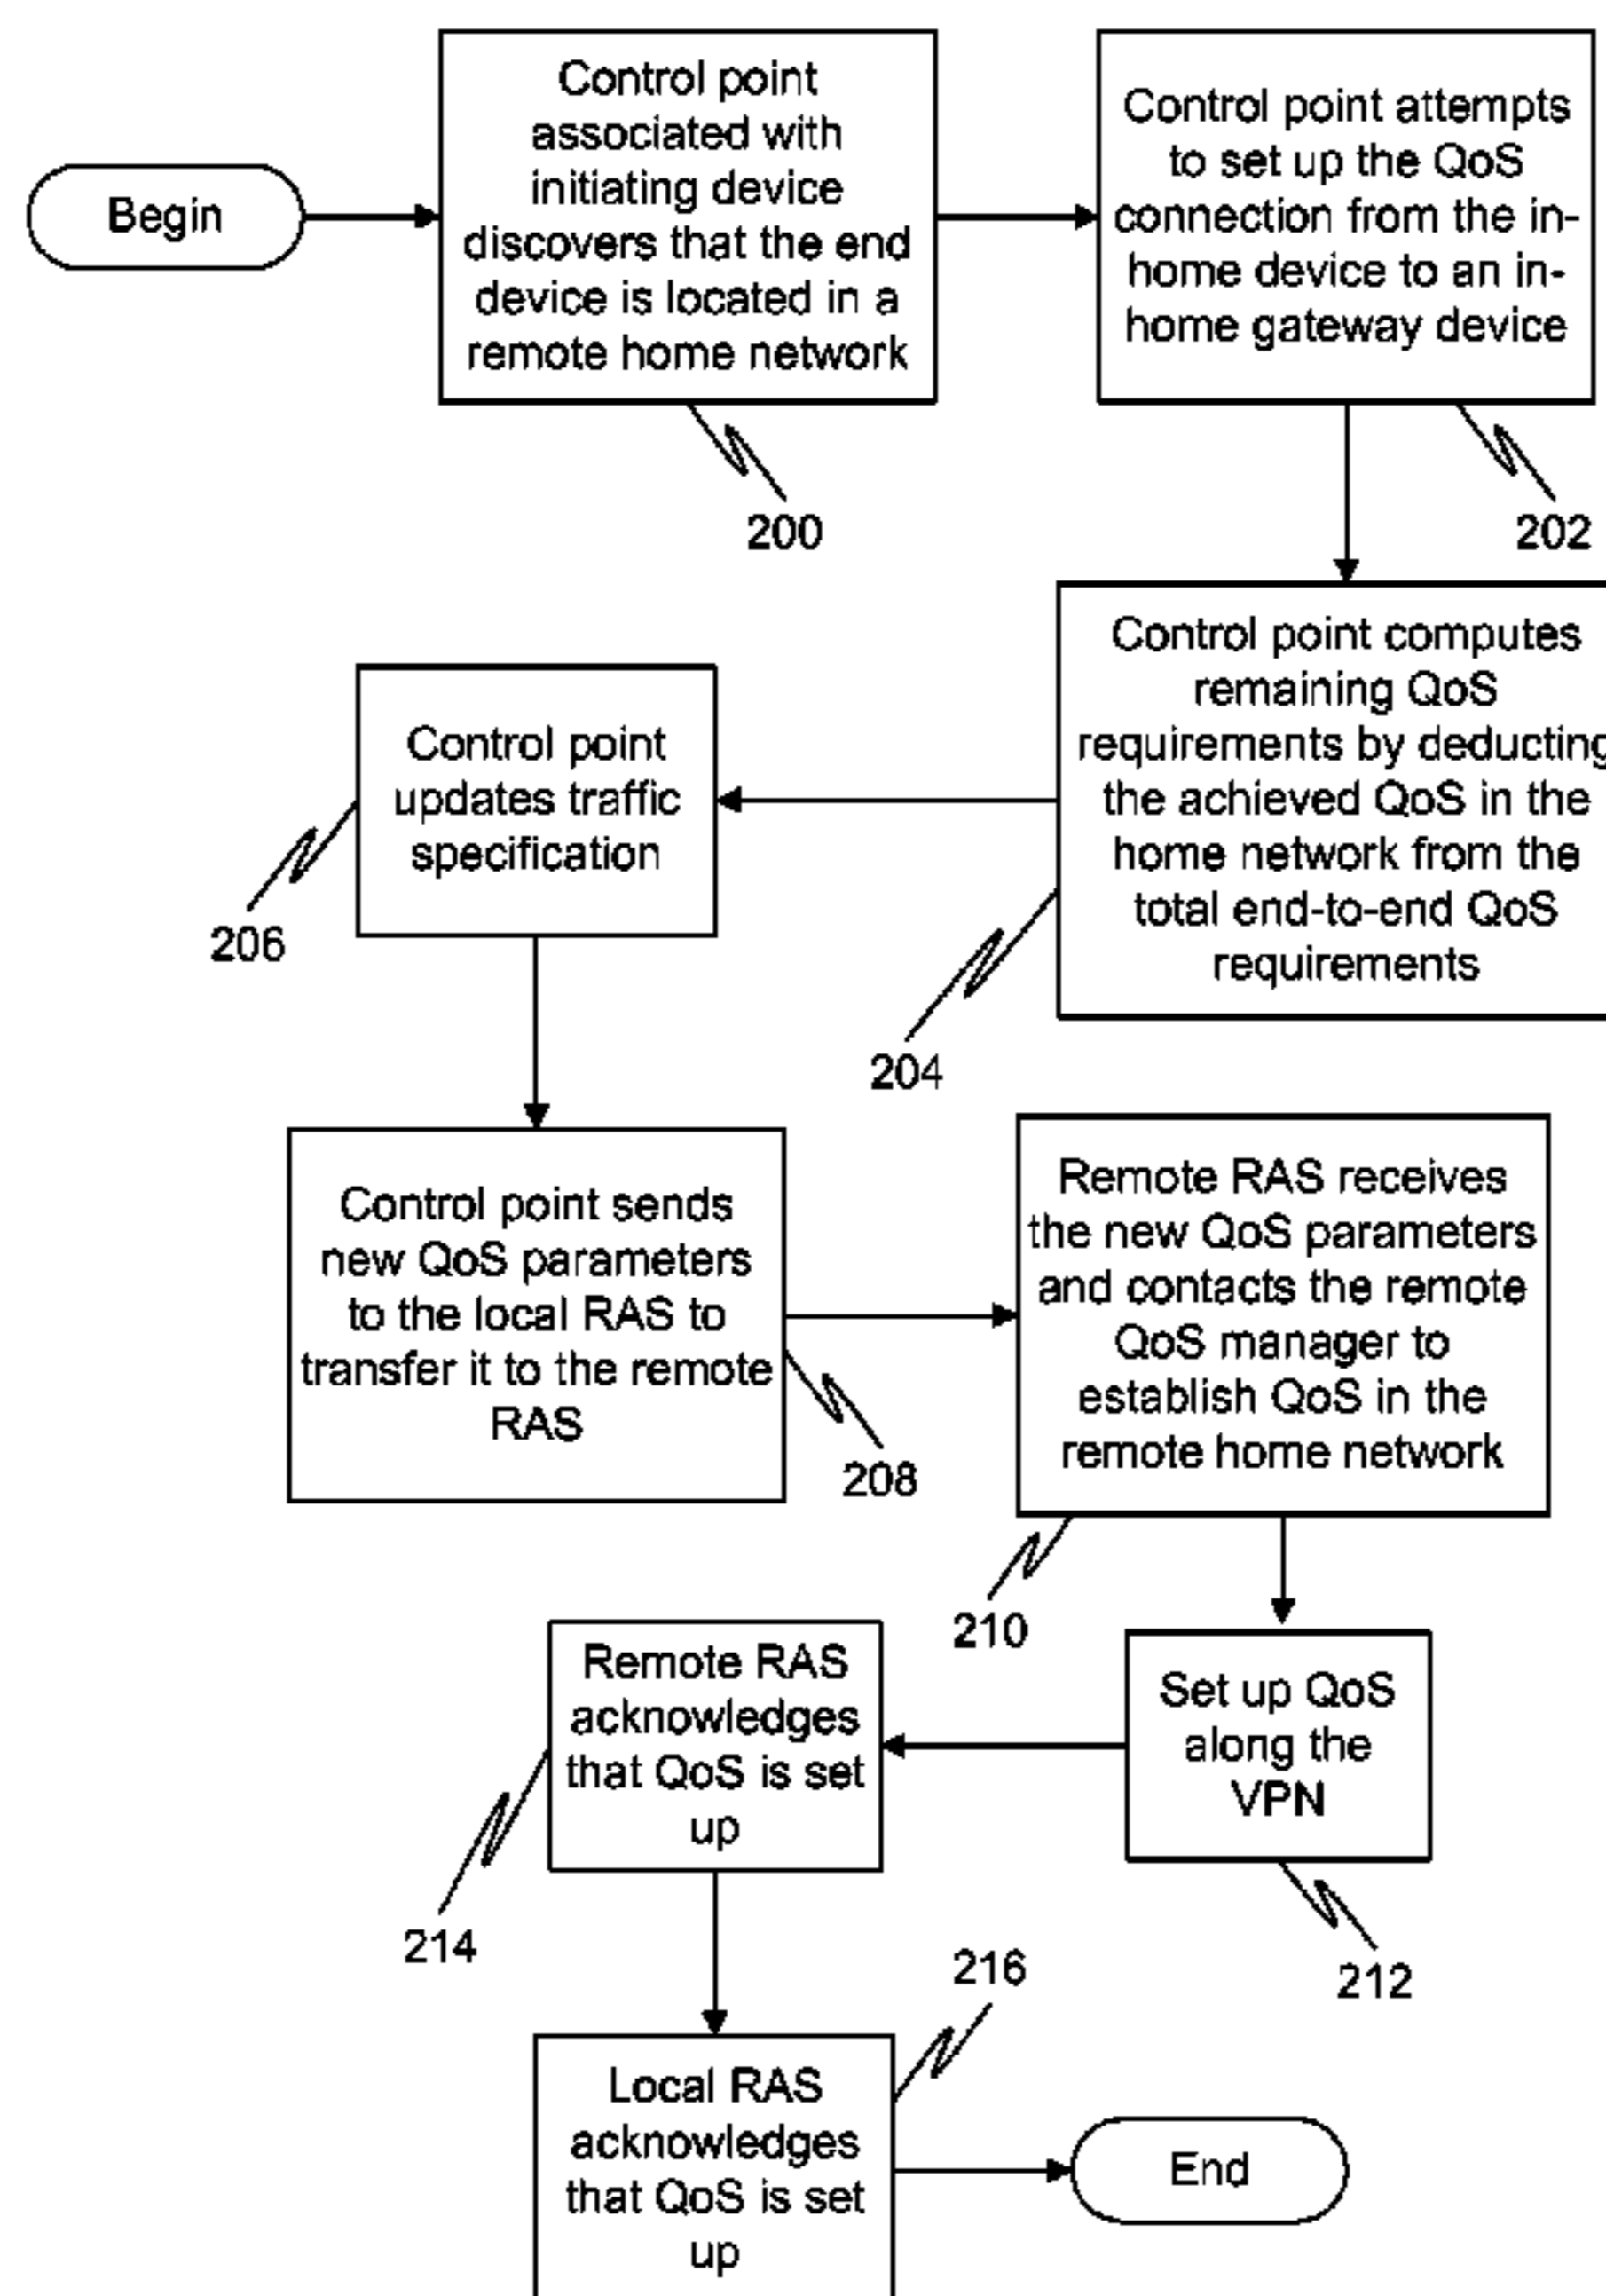 Begin
Control point
associated with
initiating device
discovers that the end
device is located in a
remote home network
200
Control point attempts
to set up the QoS
connection from the in-
home device to an in-
home gateway device
202
Control point computes
remaining QoS
requirements by deducting
the achieved QoS in the
home network from the
total end-to-end QoS
requirements
204
Control point
updates traffic
specification
206
Control point sends
new QoS parameters
to the local RAS to
transfer it to the remote
RAS
208
Remote RAS receives
the new QoS parameters
and contacts the remote
QoS manager to
establish QoS in the
remote home network
210
Set up QoS
along the
VPN
212
Remote RAS
acknowledges
that QoS is set
up
214
Local RAS
acknowledges
that QoS is set
up
216
End